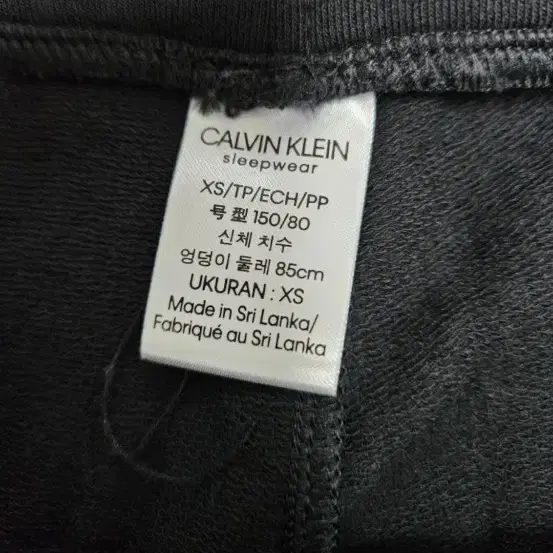 CALVIN KLEIN
sleepwear
XS/TP/ECH/PP
号型 150/80
신체 치수
엉덩이 둘레 85cm
UKURAN : XS
Made in Sri Lanka/
Fabriqué au Sri Lanka